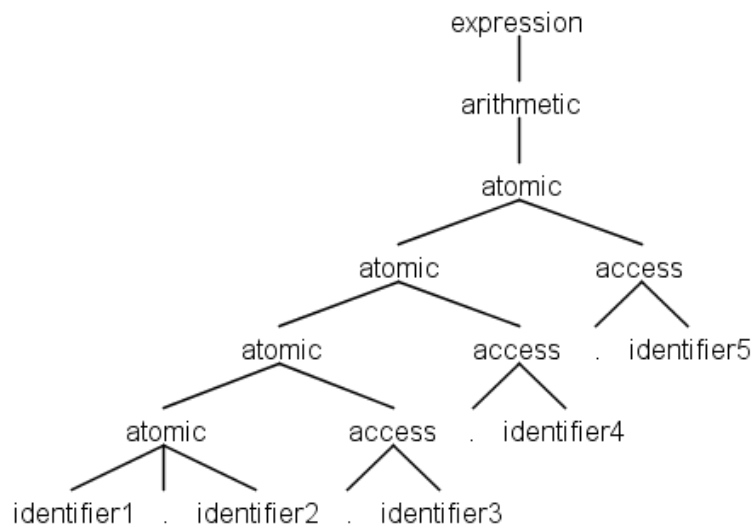 expression
arithmetic
atomic
atomic access
atomic access . identifier5
atomic access . identifier4
identifier1 . identifier2 . identifier3